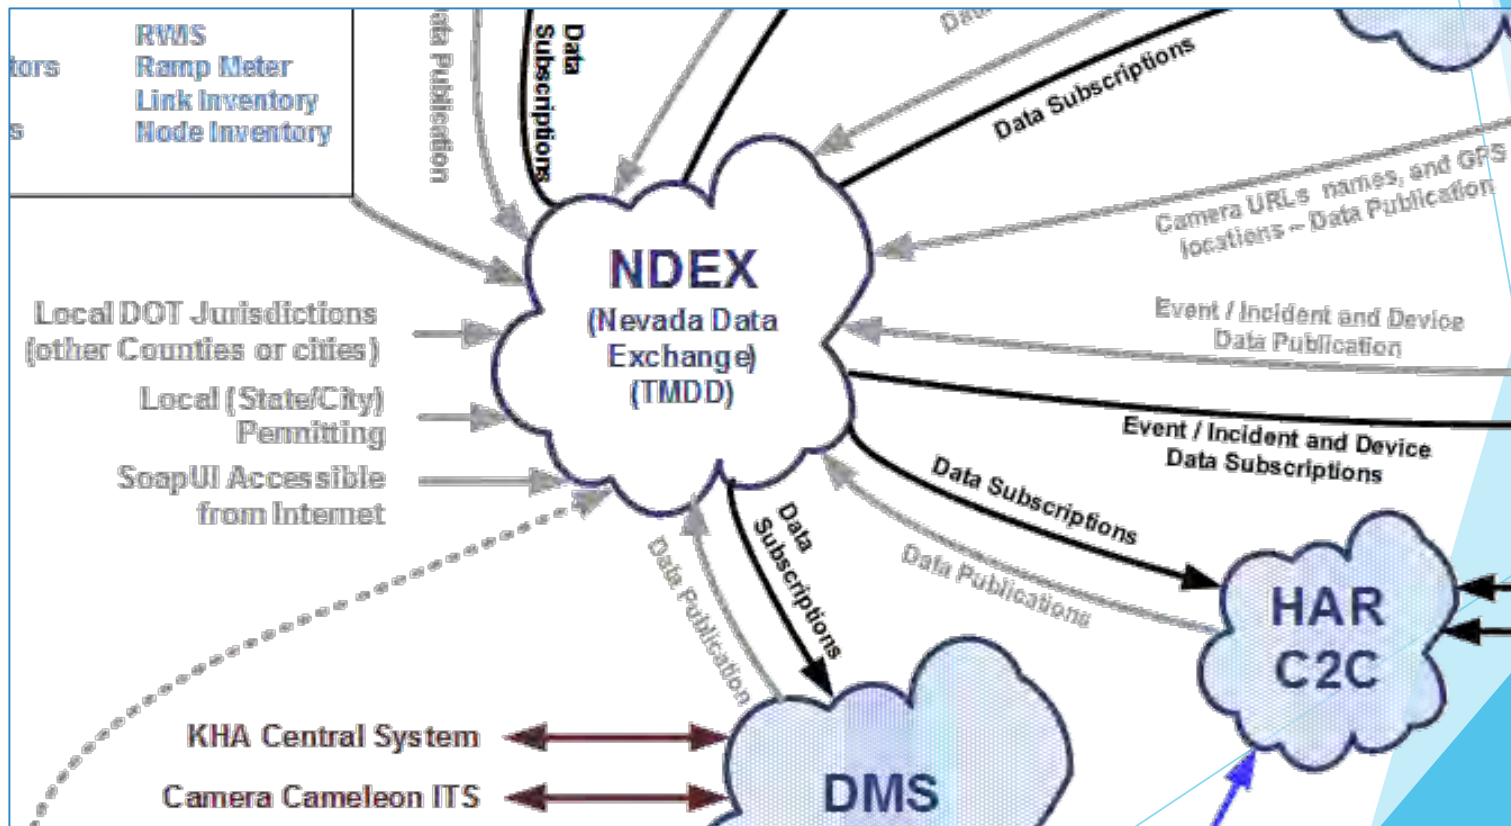 RWIS
Ramp Meter
Link Inventory
Node Inventory
Data
Subscriptions
Data Subscriptions
Camera URLs names, and GPS
locations – Data Publication
NDEX
(Nevada Data
Exchange)
(TMDD)
Local DOT Jurisdictions
(other Counties or cities)
Local (State/City)
Permitting
SoapUI Accessible
from Internet
Event / Incident and Device
Data Publication
Event / Incident and Device
Data Subscriptions
Data Subscriptions
Data Publications
Data
Subscriptions
Data Publication
HAR
C2C
KHA Central System
Camera Cameleon ITS
DMS